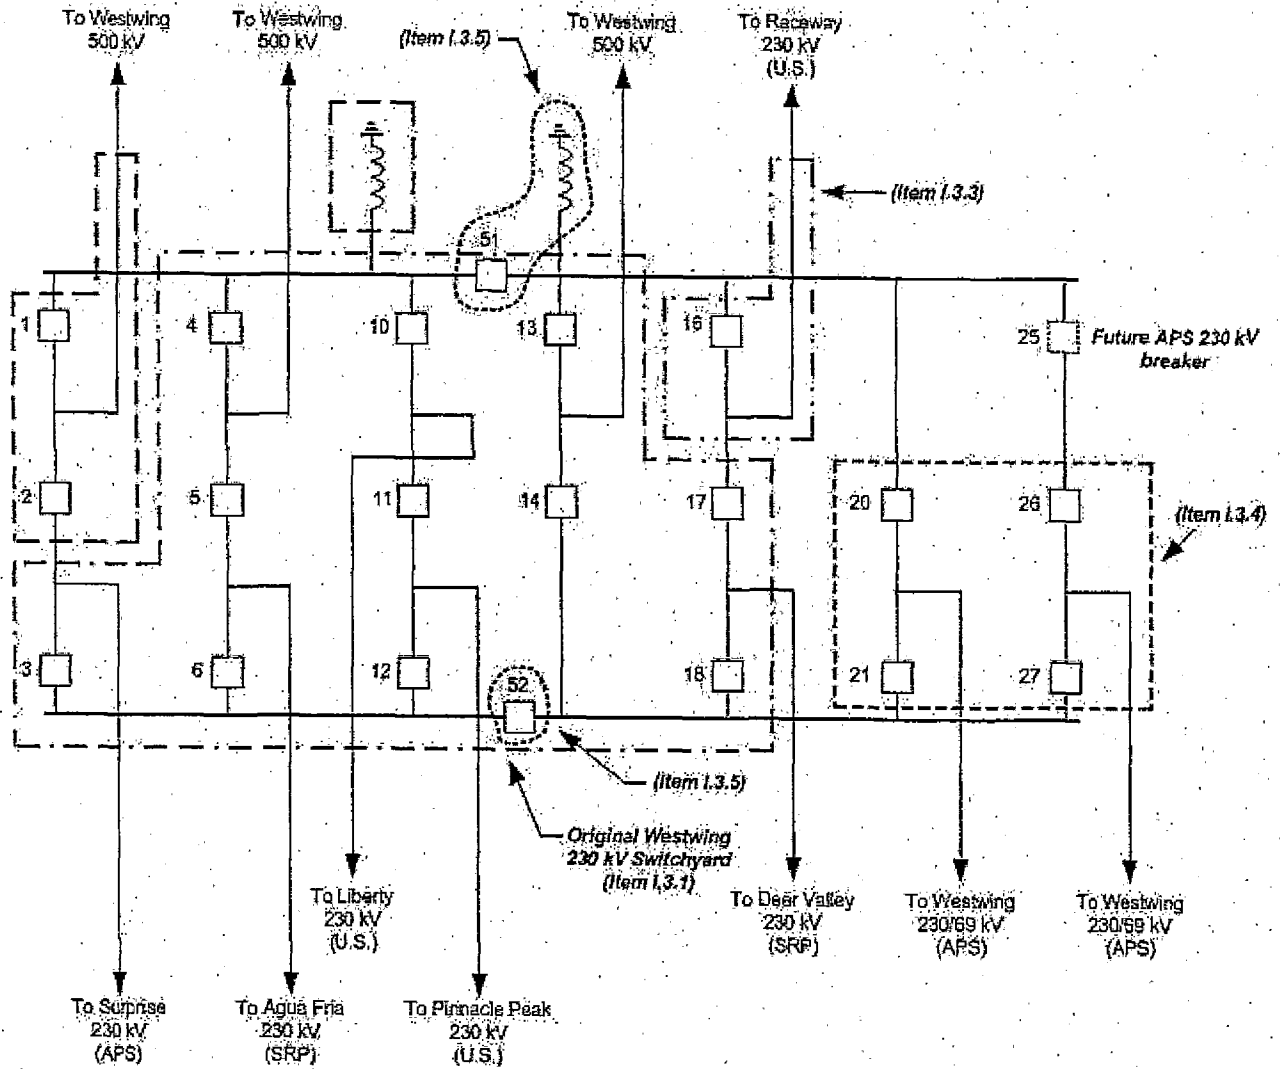 To Westwing
500 kV
To Westwing
500 kV
(Item I.3.5)
To Westwing
500 kV
To Raceway
230 kV
(U.S.)
(Item I.3.3)
51
1
4
10
13
16
25
Future APS 230 kV
breaker
2
5
11
14
17
20
26
(Item I.3.4)
3
6
12
52
18
21
27
(Item I.3.5)
Original Westwing
230 kV Switchyard
(Item I.3.1)
To Liberty
230 kV
(U.S.)
To Deer Valley
230 kV
(SRP)
To Westwing
230/69 kV
(APS)
To Westwing
230/69 kV
(APS)
To Surprise
230 kV
(APS)
To Agua Fria
230 kV
(SRP)
To Pinnacle Peak
230 kV
(U.S.)